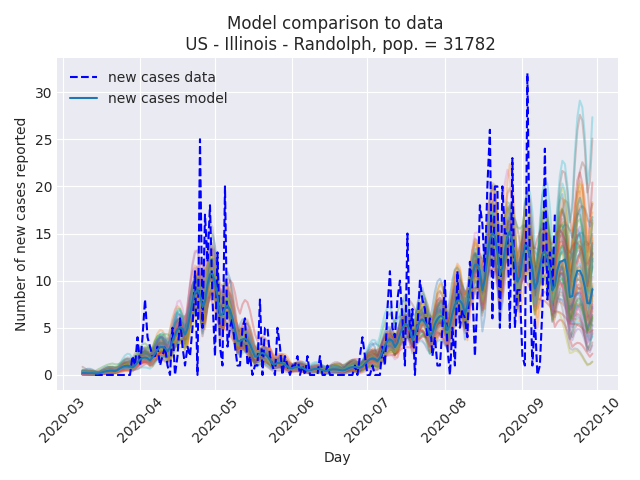 Model comparison to data
US - Illinois - Randolph, pop. = 31782
new cases data
new cases model
Number of new cases reported
30
25
20
15
10
5
0
2020-03
2020-04
2020-05
2020-06
2020-07
2020-08
2020-09
2020-10
Day